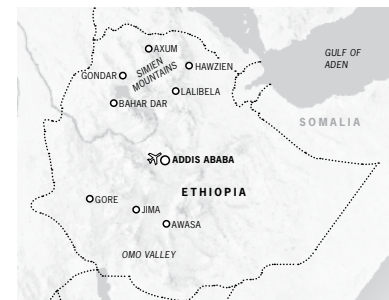 AXUM
GULF OF
ADEN
SIMIEN
MOUNTAINS
HAWZIEN
GONDAR
LALIBELA
BAHAR DAR
SOMALIA
ADDIS ABABA
ETHIOPIA
GORE
JIMA
AWASA
OMO VALLEY